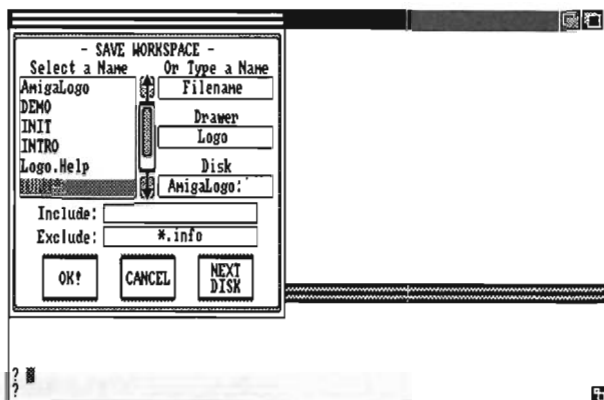 - SAVE WORKSPACE -
Select a Name
Or Type a Name
AmigaLogo
DEMO
INIT
INTRO
Logo.Help
Filename
Drawer
Logo
Disk
AmigaLogo:
Include:
Exclude: *.info
OK!
CANCEL
NEXT
DISK
?
?